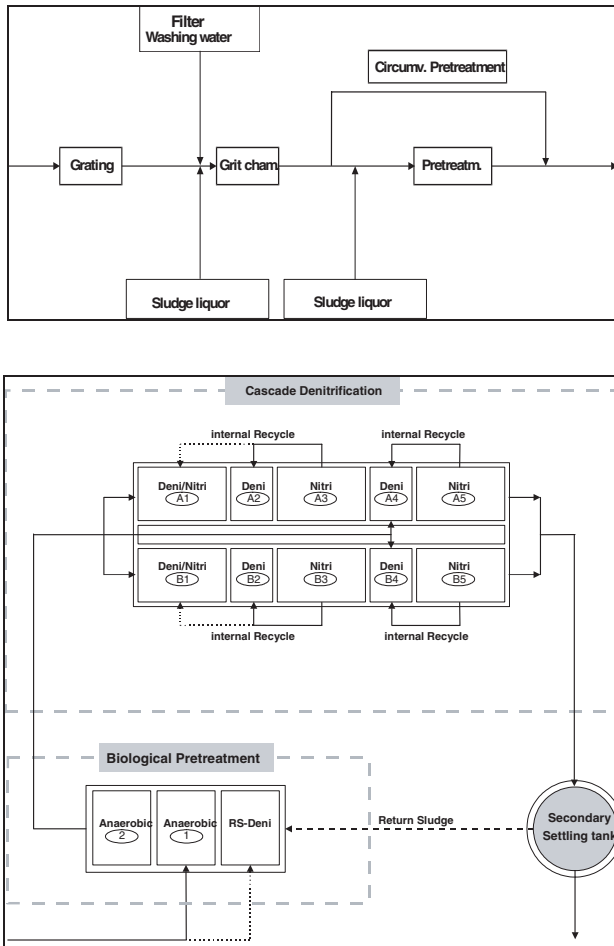 Filter
Washing water
Circumv. Pretreatment
Grating
Grit cham.
Pretreatm.
Sludge liquor
Sludge liquor
Cascade Denitrification
internal Recycle
internal Recycle
Deni/Nitri
Deni
Nitri
Deni
Nitri
A1
A2
A3
A4
A5
Deni/Nitri
Deni
Nitri
Deni
Nitri
B1
B2
B3
B4
B5
internal Recycle
internal Recycle
Biological Pretreatment
Anaerobic
Anaerobic
RS-Deni
2
1
Return Sludge
Secondary
Settling tank